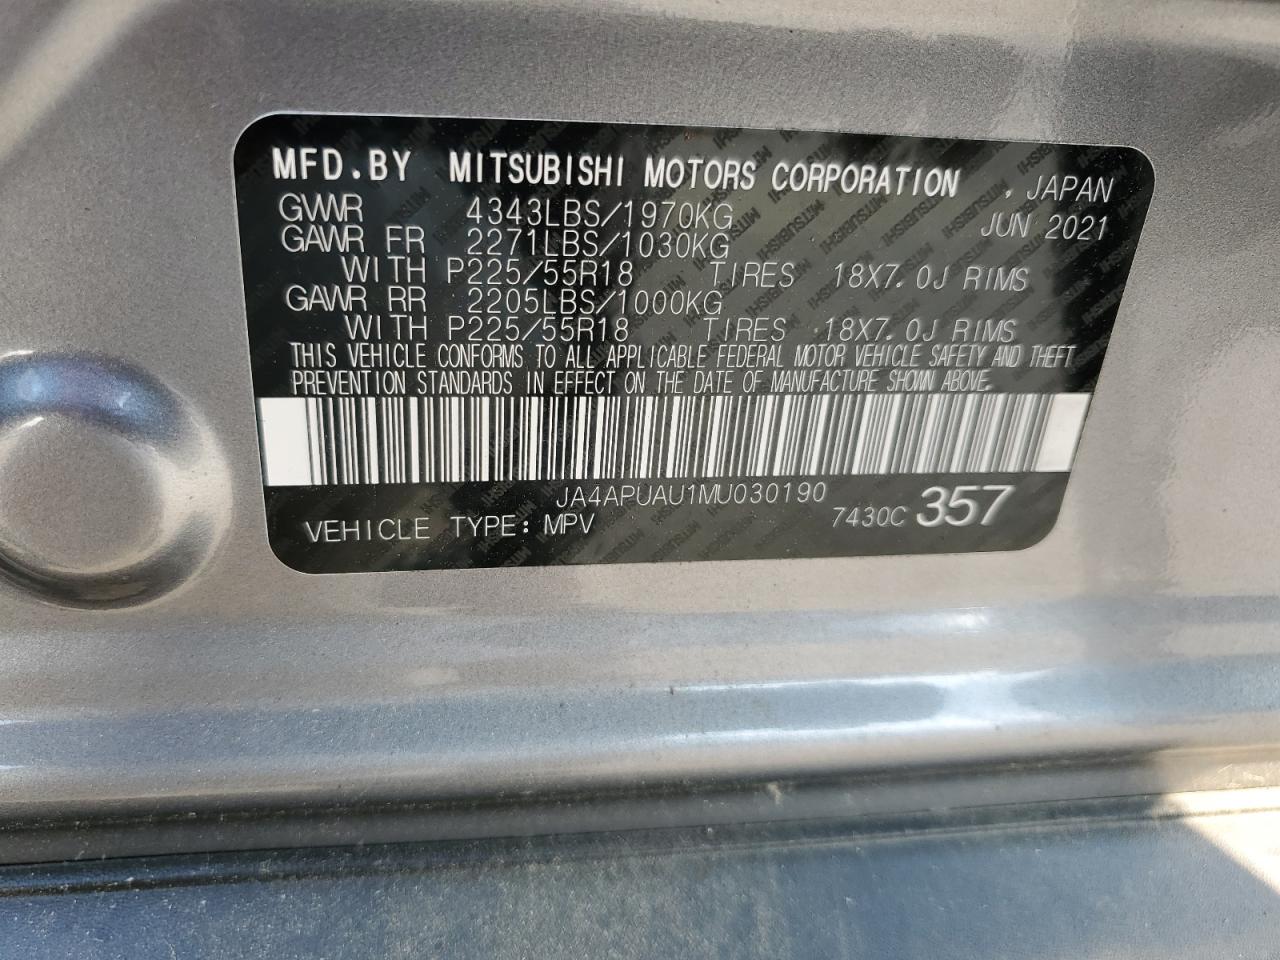 MFD.BY MITSUBISHI MOTORS CORPORATION , JAPAN
GVWR 4343LBS/1970KG JUN 2021
GAWR FR 2271LBS/1030KG
WITH P225/55R18 TIRES 18X7.0J RIMS
GAWR RR 2205LBS/1000KG
WITH P225/55R18 TIRES 18X7.0J RIMS
THIS VEHICLE CONFORMS TO ALL APPLICABLE FEDERAL MOTOR VEHICLE SAFETY AND THEFT
PREVENTION STANDARDS IN EFFECT ON THE DATE OF MANUFACTURE SHOWN ABOVE.
JA4APUAU1MU030190
VEHICLE TYPE: MPV 7430C 357